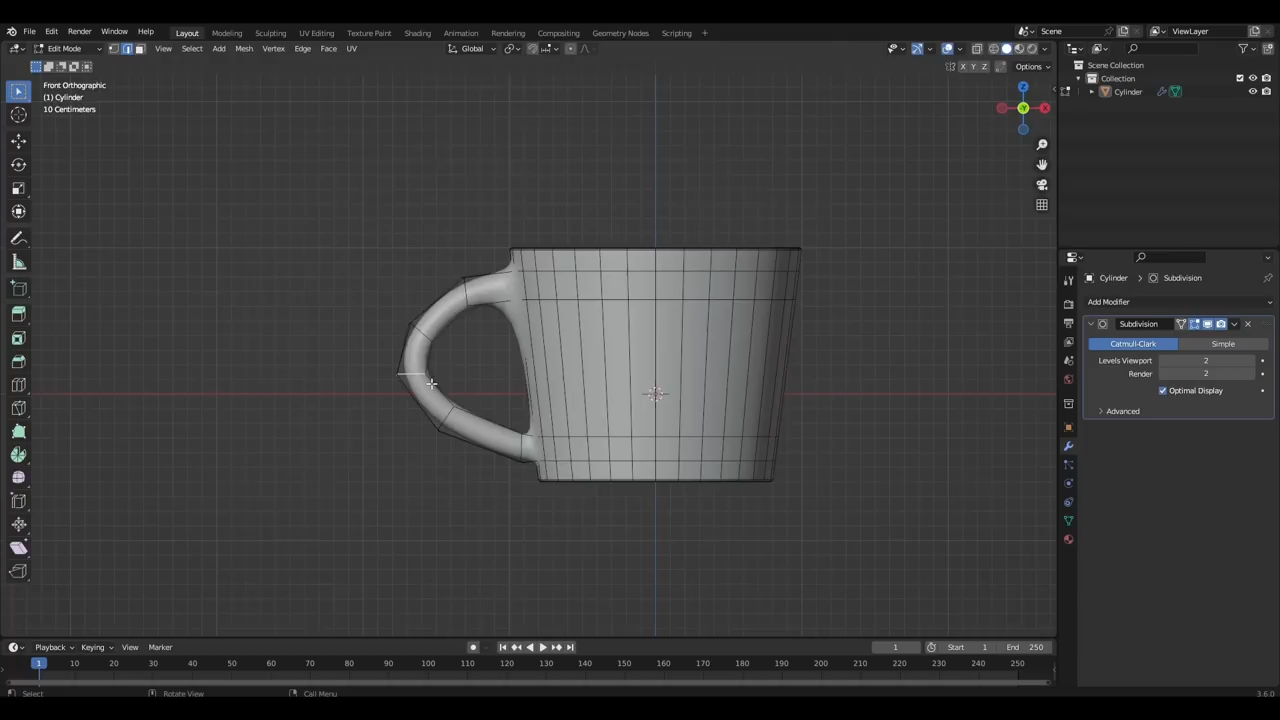 File Edit Render Window Help Layout Modeling Sculpting UV Editing Texture Paint Shading Animation Rendering Compositing Geometry Nodes Scripting Scene ViewLayer
Edit Mode View Select Add Mesh Vertex Edge Face UV Global
X Y Z Options
Front Orthographic
(1) Cylinder
10 Centimeters
Z
Y
X
Scene Collection
Collection
Cylinder
Cylinder Subdivision
Add Modifier
Subdivision
Catmull-Clark Simple
Levels Viewport 2
Render 2
Optimal Display
Advanced
Playback Keying View Marker 1 Start 1 End 250
1 10 20 30 40 50 60 70 80 90 100 110 120 130 140 150 160 170 180 190 200 210 220 230 240 250
Select Rotate View Call Menu 3.6.0